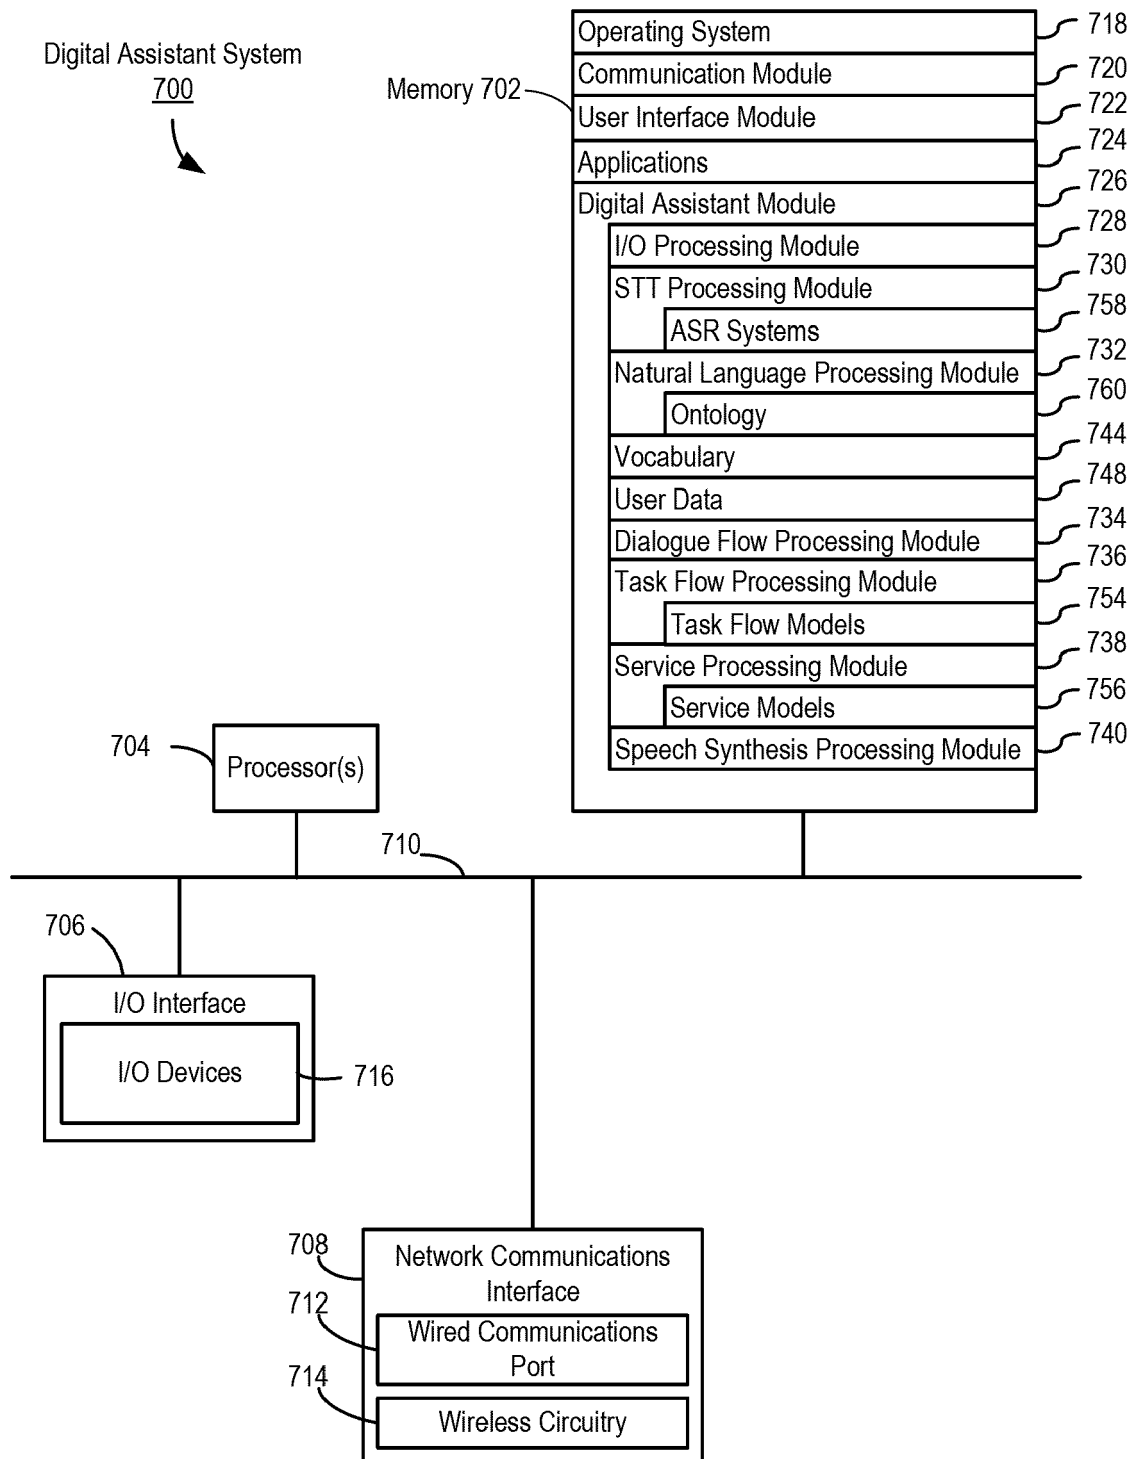 Digital Assistant System
700
Memory 702
Operating System 718
Communication Module 720
User Interface Module 722
Applications 724
Digital Assistant Module 726
I/O Processing Module 728
STT Processing Module 730
ASR Systems 758
Natural Language Processing Module 732
Ontology 760
Vocabulary 744
User Data 748
Dialogue Flow Processing Module 734
Task Flow Processing Module 736
Task Flow Models 754
Service Processing Module 738
Service Models 756
Speech Synthesis Processing Module 740
704
Processor(s)
710
706
I/O Interface
I/O Devices
716
708
Network Communications
Interface
712
Wired Communications
Port
714
Wireless Circuitry